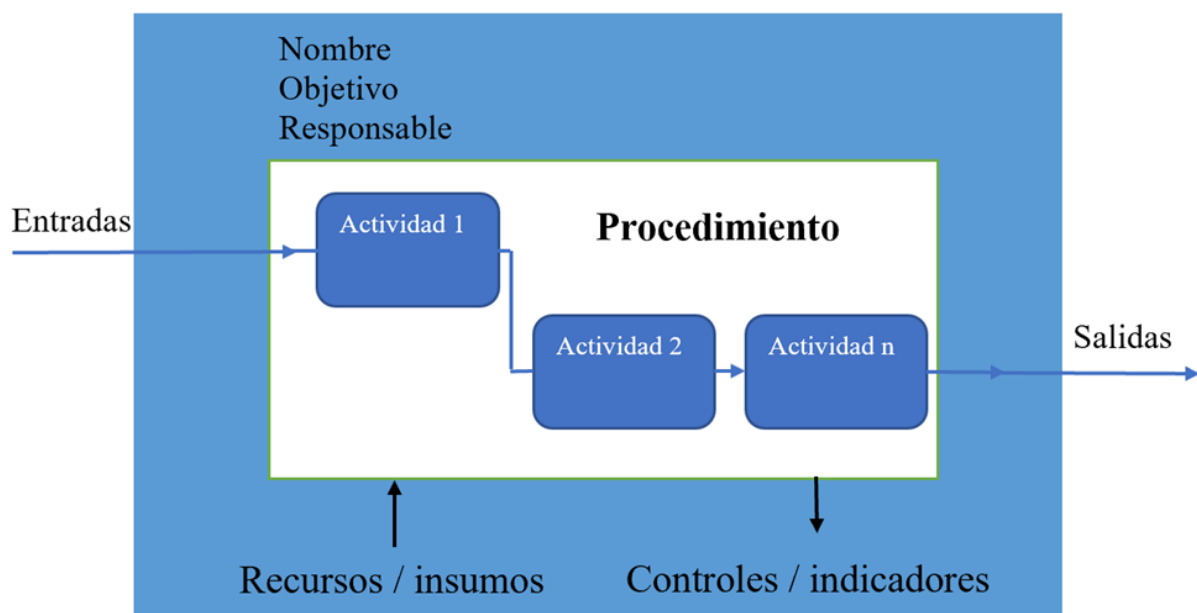 Nombre
Objetivo
Responsable
Entradas
Actividad 1
Procedimiento
Actividad 2
Actividad n
Salidas
Recursos / insumos
Controles / indicadores